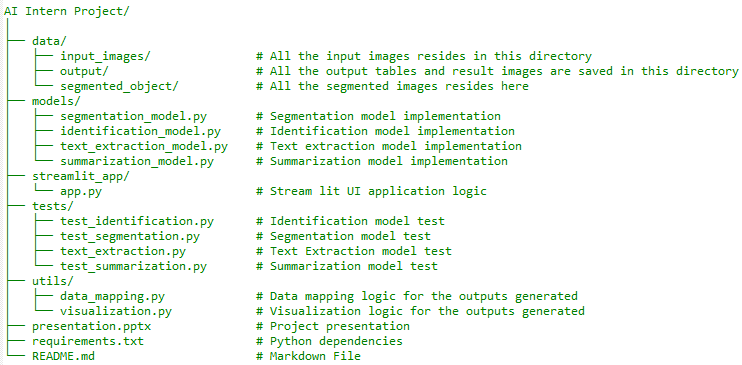 AI Intern Project/
│
├── data/
│   ├── input_images/               # All the input images resides in this directory
│   ├── output/                     # All the output tables and result images are saved in this directory
│   └── segmented_object/           # All the segmented images resides here
├── models/
│   ├── segmentation_model.py       # Segmentation model implementation
│   ├── identification_model.py     # Identification model implementation
│   ├── text_extraction_model.py    # Text extraction model implementation
│   └── summarization_model.py      # Summarization model implementation
├── streamlit_app/
│   └── app.py                      # Stream lit UI application logic
├── tests/
│   ├── test_identification.py      # Identification model test
│   ├── test_segmentation.py        # Segmentation model test
│   ├── text_extraction.py          # Text Extraction model test
│   └── test_summarization.py       # Summarization model test
├── utils/
│   ├── data_mapping.py             # Data mapping logic for the outputs generated
│   └── visualization.py            # Visualization logic for the outputs generated
├── presentation.pptx               # Project presentation
├── requirements.txt                # Python dependencies
└── README.md                       # Markdown File